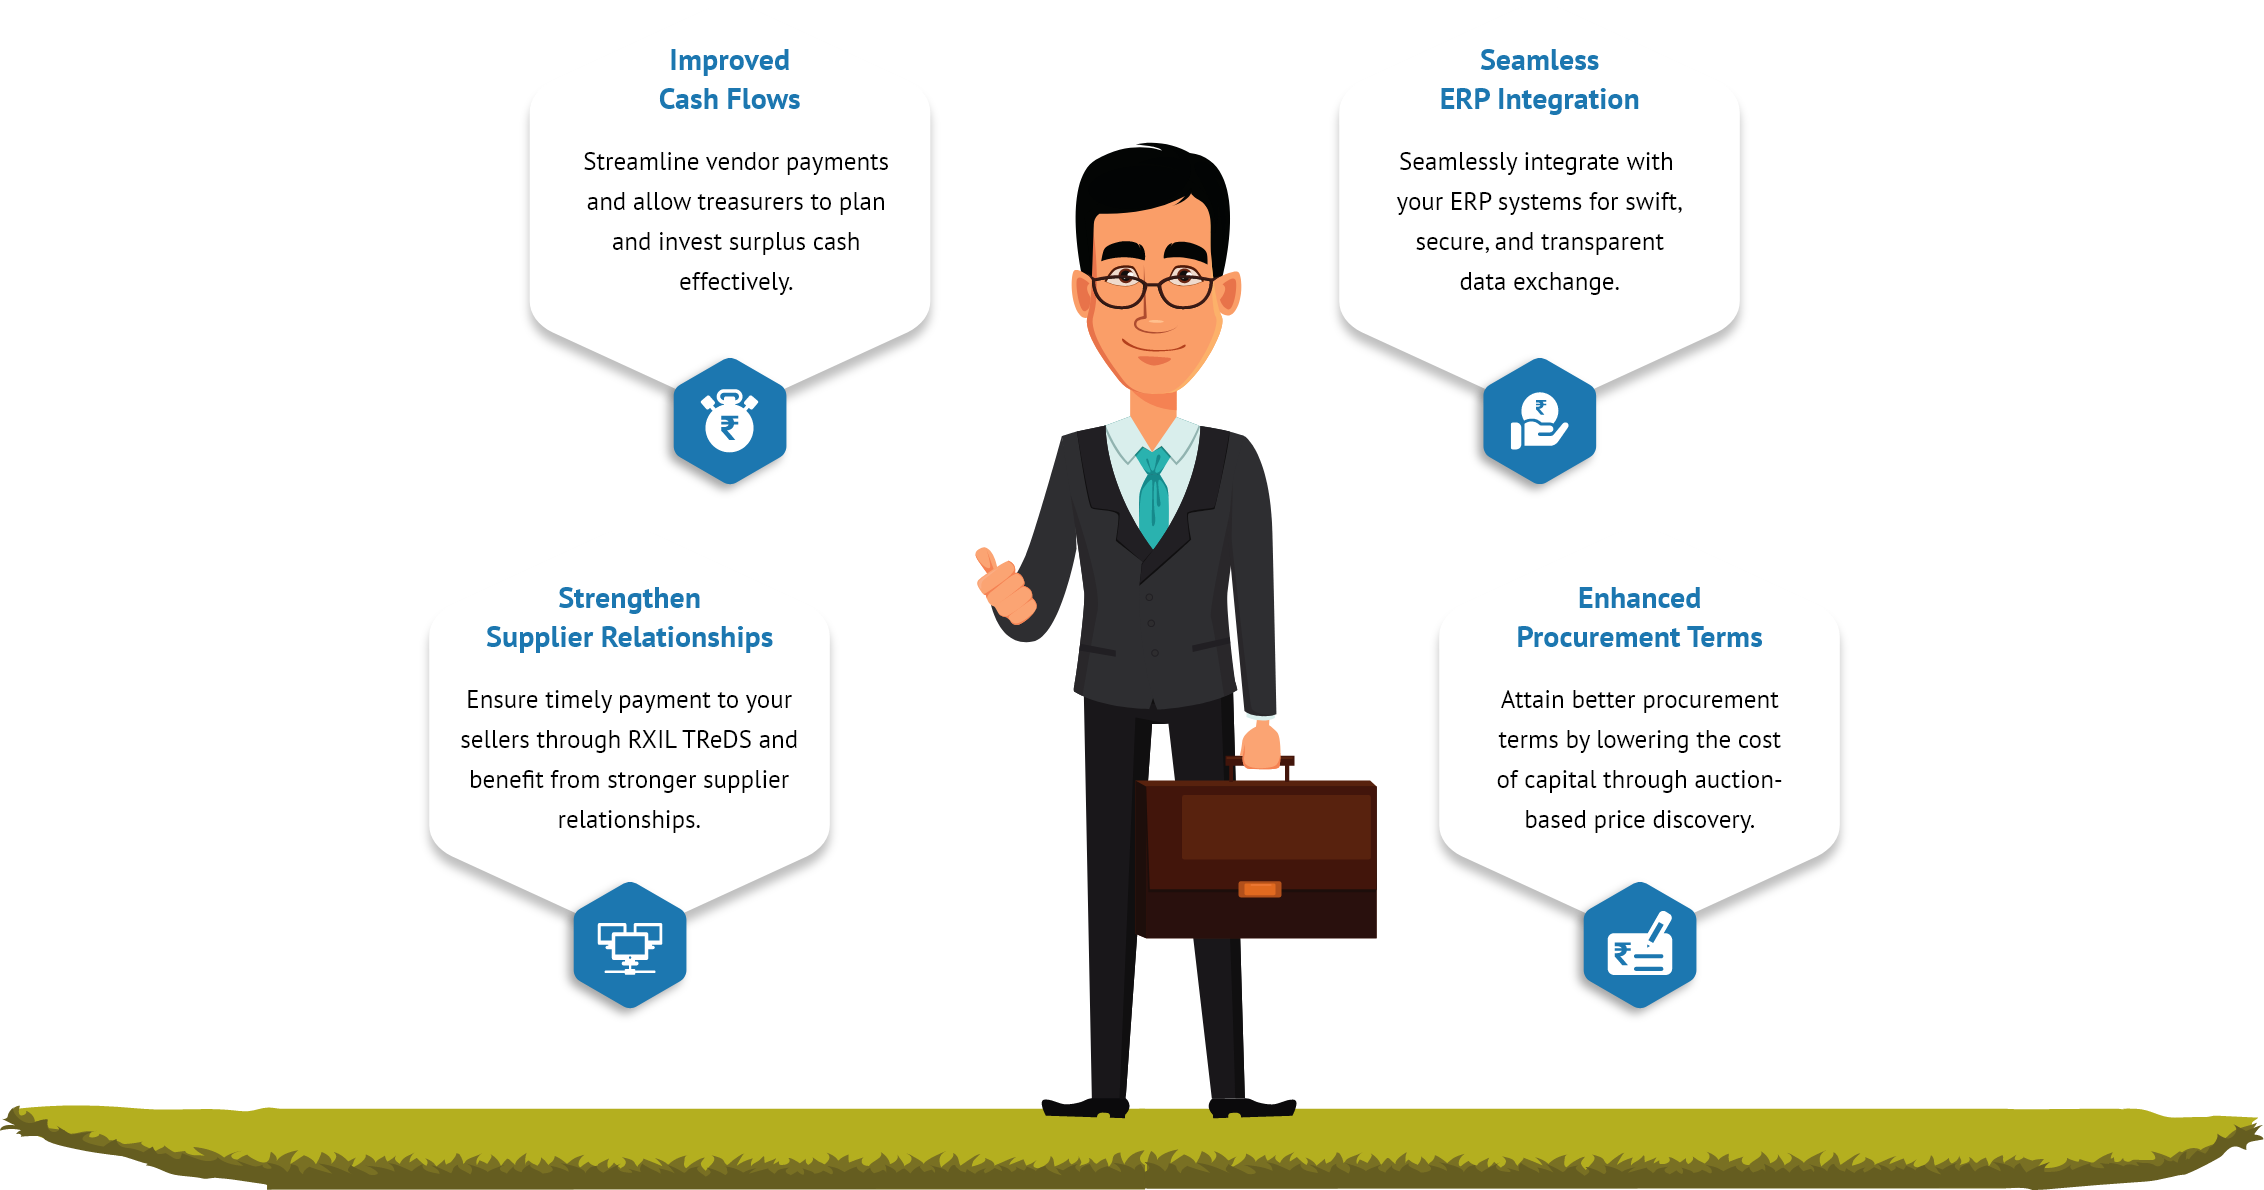 Improved
Cash Flows
Streamline vendor payments
and allow treasurers to plan
and invest surplus cash
effectively.
₹
Seamless
ERP Integration
Seamlessly integrate with
your ERP systems for swift,
secure, and transparent
data exchange.
₹
Strengthen
Supplier Relationships
Ensure timely payment to your
sellers through RXIL TReDS and
benefit from stronger supplier
relationships.
Enhanced
Procurement Terms
Attain better procurement
terms by lowering the cost
of capital through auction-
based price discovery.
₹